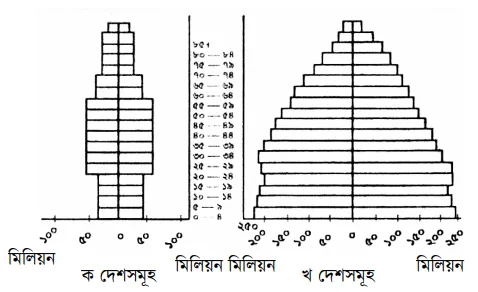 ৮৫+
৮০ - ৮৪
৭৫ - ৭৯
৭০ - ৭৪
৬৫ - ৬৯
৬০ - ৬৪
৫৫ - ৫৯
৫০ - ৫৪
৪৫ - ৪৯
৪০ - ৪৪
৩৫ - ৩৯
৩০ - ৩৪
২৫ - ২৯
২০ - ২৪
১৫ - ১৯
১০ - ১৪
৫ - ৯
০ - ৪
১০০ ৫০ ০ ৫০ ১০০
২৫০ ২০০ ১৫০ ১০০ ৫০ ০ ৫০ ১০০ ১৫০ ২০০ ২৫০
মিলিয়ন ক দেশসমূহ মিলিয়ন মিলিয়ন খ দেশসমূহ মিলিয়ন